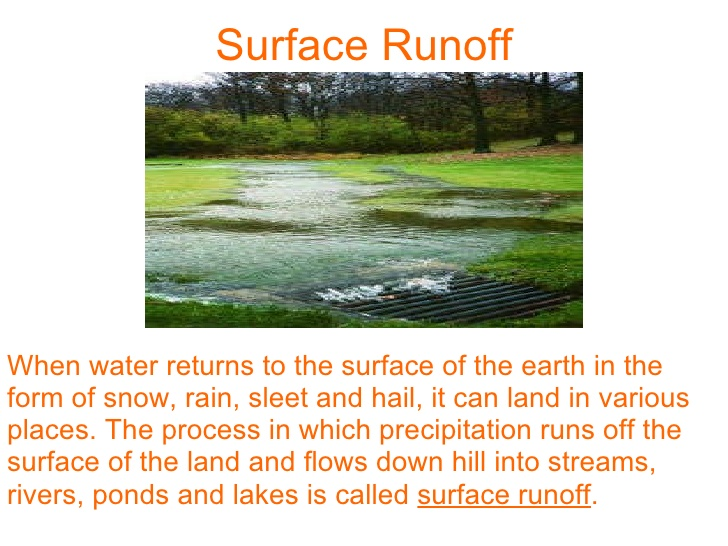 Surface Runoff
When water returns to the surface of the earth in the
form of snow, rain, sleet and hail, it can land in various
places. The process in which precipitation runs off the
surface of the land and flows down hill into streams,
rivers, ponds and lakes is called surface runoff.